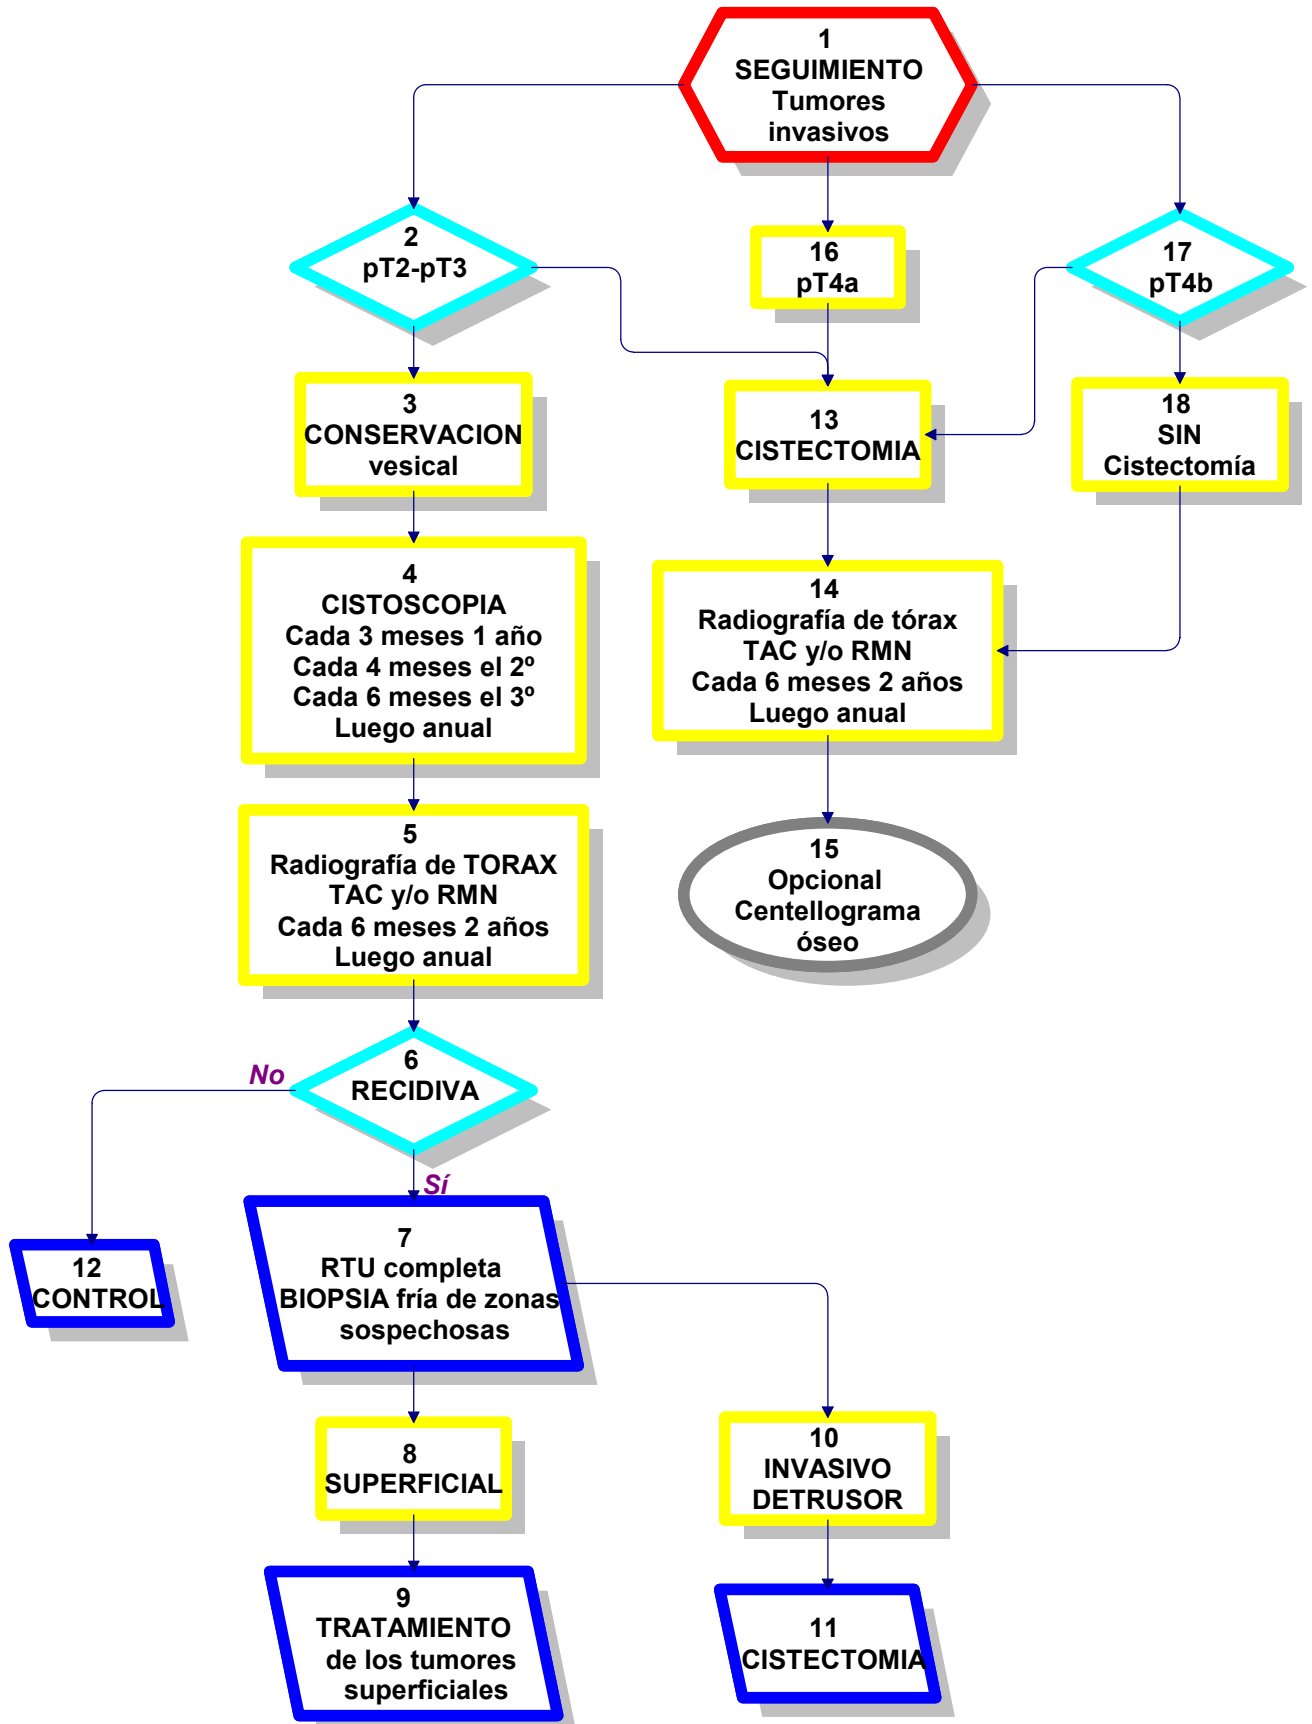 1
SEGUIMIENTO
Tumores
invasivos
2
pT2-pT3
16
pT4a
17
pT4b
3
CONSERVACION
vesical
13
CISTECTOMIA
18
SIN
Cistectomía
4
CISTOSCOPIA
Cada 3 meses 1 año
Cada 4 meses el 2º
Cada 6 meses el 3º
Luego anual
14
Radiografía de tórax
TAC y/o RMN
Cada 6 meses 2 años
Luego anual
5
Radiografía de TORAX
TAC y/o RMN
Cada 6 meses 2 años
Luego anual
15
Opcional
Centellograma
óseo
6
RECIDIVA
No
Sí
12
CONTROL
7
RTU completa
BIOPSIA fría de zonas
sospechosas
8
SUPERFICIAL
10
INVASIVO
DETRUSOR
9
TRATAMIENTO
de los tumores
superficiales
11
CISTECTOMIA